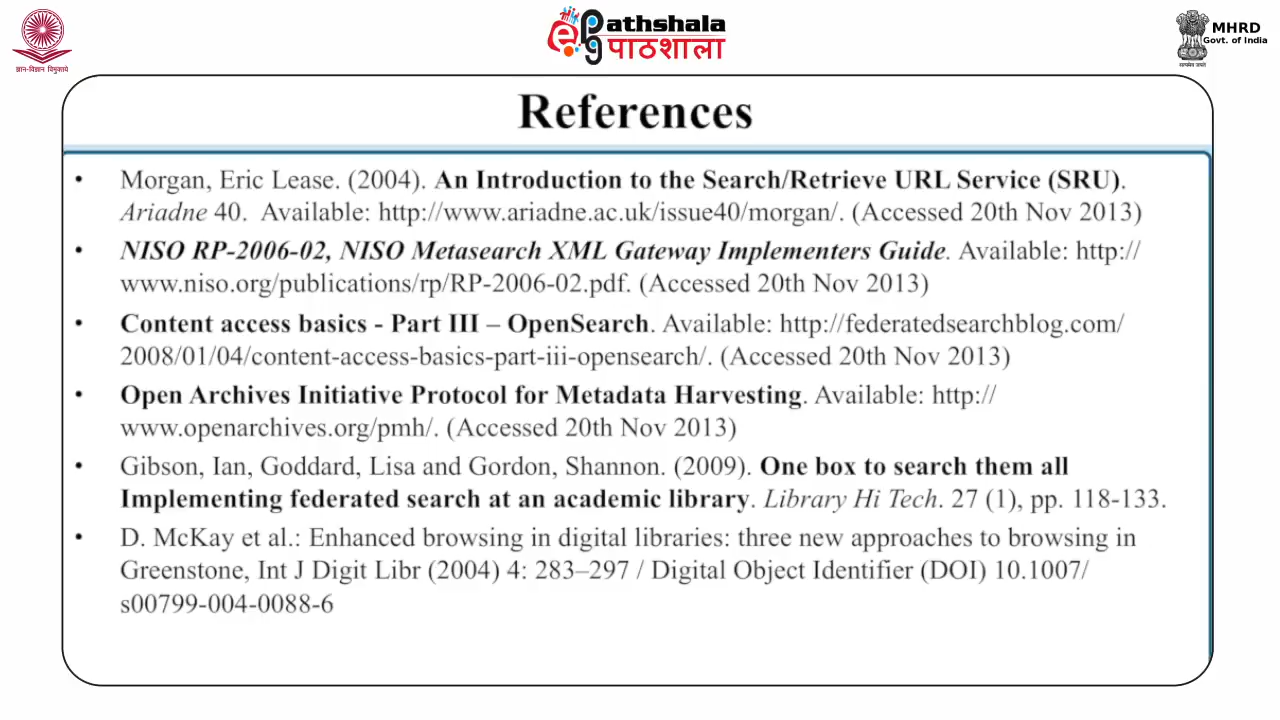 ज्ञान-विज्ञान विमुक्तये
epgathshala
पाठशाला
MHRD
Govt. of India
सत्यमेव जयते
References
• Morgan, Eric Lease. (2004). An Introduction to the Search/Retrieve URL Service (SRU).
Ariadne 40. Available: http://www.ariadne.ac.uk/issue40/morgan/. (Accessed 20th Nov 2013)
• NISO RP-2006-02, NISO Metasearch XML Gateway Implementers Guide. Available: http://
www.niso.org/publications/rp/RP-2006-02.pdf. (Accessed 20th Nov 2013)
• Content access basics - Part III – OpenSearch. Available: http://federatedsearchblog.com/
2008/01/04/content-access-basics-part-iii-opensearch/. (Accessed 20th Nov 2013)
• Open Archives Initiative Protocol for Metadata Harvesting. Available: http://
www.openarchives.org/pmh/. (Accessed 20th Nov 2013)
• Gibson, Ian, Goddard, Lisa and Gordon, Shannon. (2009). One box to search them all
Implementing federated search at an academic library. Library Hi Tech. 27 (1), pp. 118-133.
• D. McKay et al.: Enhanced browsing in digital libraries: three new approaches to browsing in
Greenstone, Int J Digit Libr (2004) 4: 283–297 / Digital Object Identifier (DOI) 10.1007/
s00799-004-0088-6